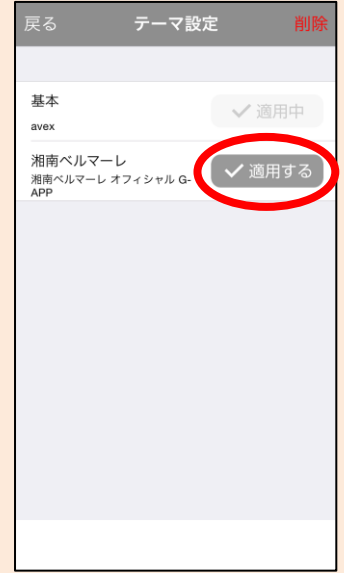 戻る テーマ設定 削除
基本
avex
適用中
湘南ベルマーレ
湘南ベルマーレ オフィシャル G-
APP
適用する